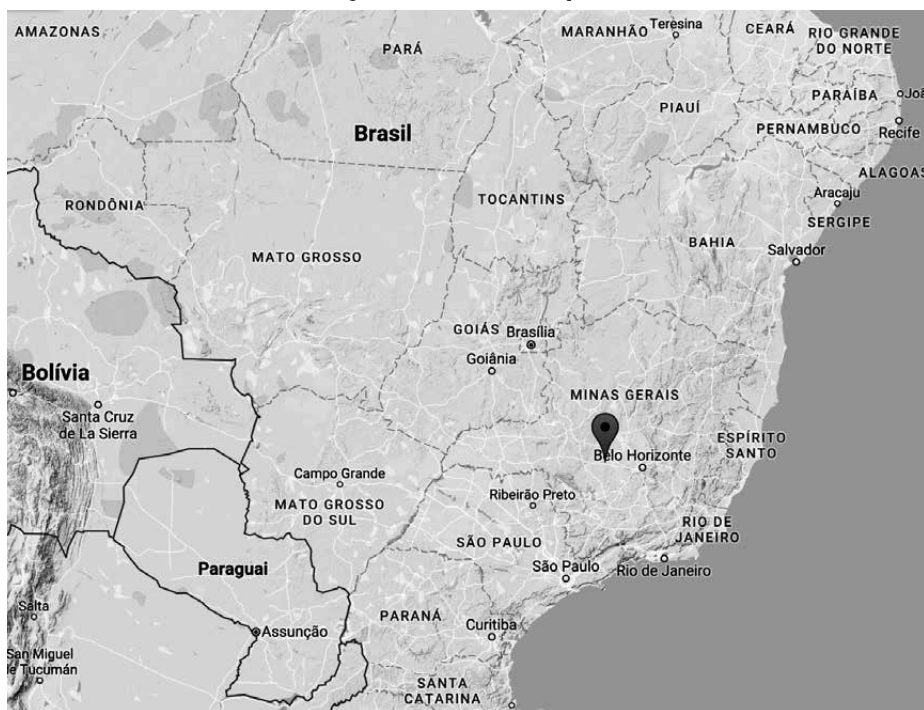 AMAZONAS
PARÁ
MARANHÃO
Teresina
CEARÁ
RIO GRANDE
DO NORTE
Brasil
PIAUÍ
PARAÍBA
Joã
PERNAMBUCO
Recife
ALAGOAS
RONDÔNIA
TOCANTINS
Aracaju
SERGIPE
MATO GROSSO
BAHIA
Salvador
GOIÁS
Brasília
Goiânia
Bolívia
Santa Cruz
de La Sierra
MINAS GERAIS
Belo Horizonte
ESPÍRITO
SANTO
Campo Grande
MATO GROSSO
DO SUL
Ribeirão Preto
SÃO PAULO
RIO DE
JANEIRO
São Paulo
Rio de Janeiro
Paraguai
Salta
Assunção
PARANÁ
Curitiba
San Miguel
de Tucumán
SANTA
CATARINA